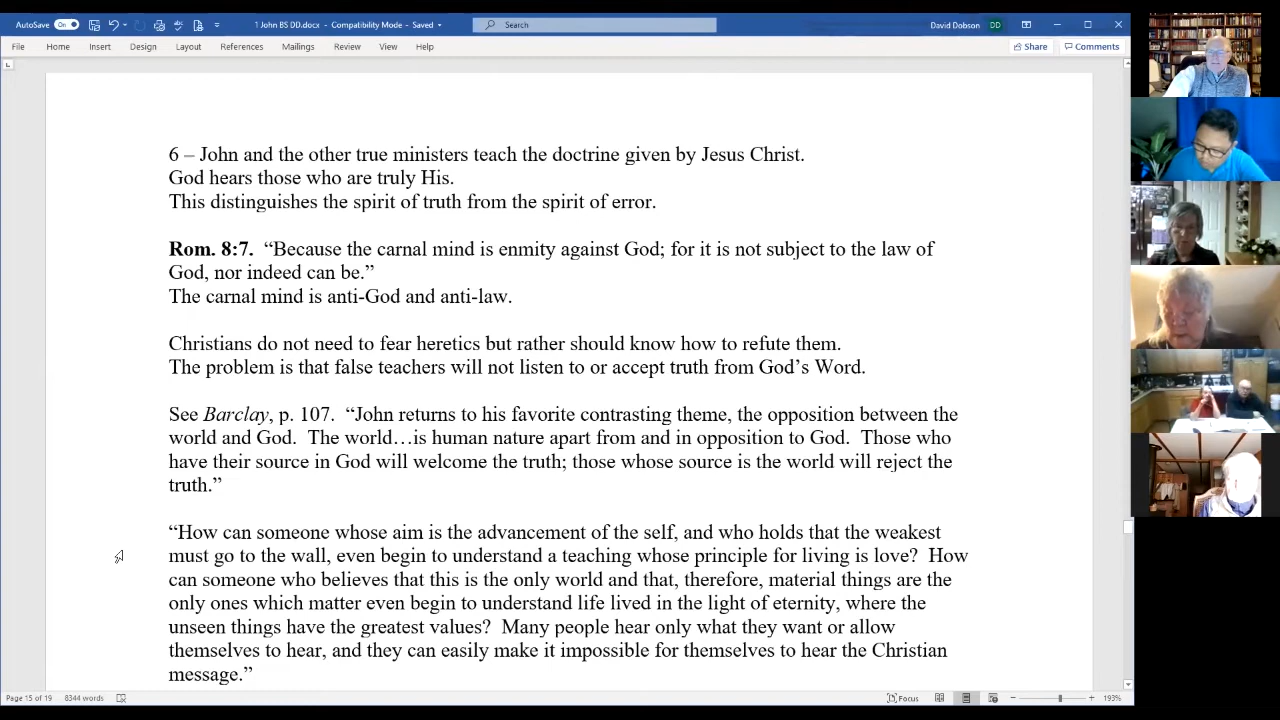 AutoSave On 1 John BS DD.docx - Compatibility Mode - Saved Search David Dobson DD
File Home Insert Design Layout References Mailings Review View Help Share Comments
6 – John and the other true ministers teach the doctrine given by Jesus Christ.
God hears those who are truly His.
This distinguishes the spirit of truth from the spirit of error.
Rom. 8:7. “Because the carnal mind is enmity against God; for it is not subject to the law of
God, nor indeed can be.”
The carnal mind is anti-God and anti-law.
Christians do not need to fear heretics but rather should know how to refute them.
The problem is that false teachers will not listen to or accept truth from God’s Word.
See Barclay, p. 107. “John returns to his favorite contrasting theme, the opposition between the
world and God. The world…is human nature apart from and in opposition to God. Those who
have their source in God will welcome the truth; those whose source is the world will reject the
truth.”
“How can someone whose aim is the advancement of the self, and who holds that the weakest
must go to the wall, even begin to understand a teaching whose principle for living is love? How
can someone who believes that this is the only world and that, therefore, material things are the
only ones which matter even begin to understand life lived in the light of eternity, where the
unseen things have the greatest values? Many people hear only what they want or allow
themselves to hear, and they can easily make it impossible for themselves to hear the Christian
message.”
Page 15 of 19 8344 words Focus 193%